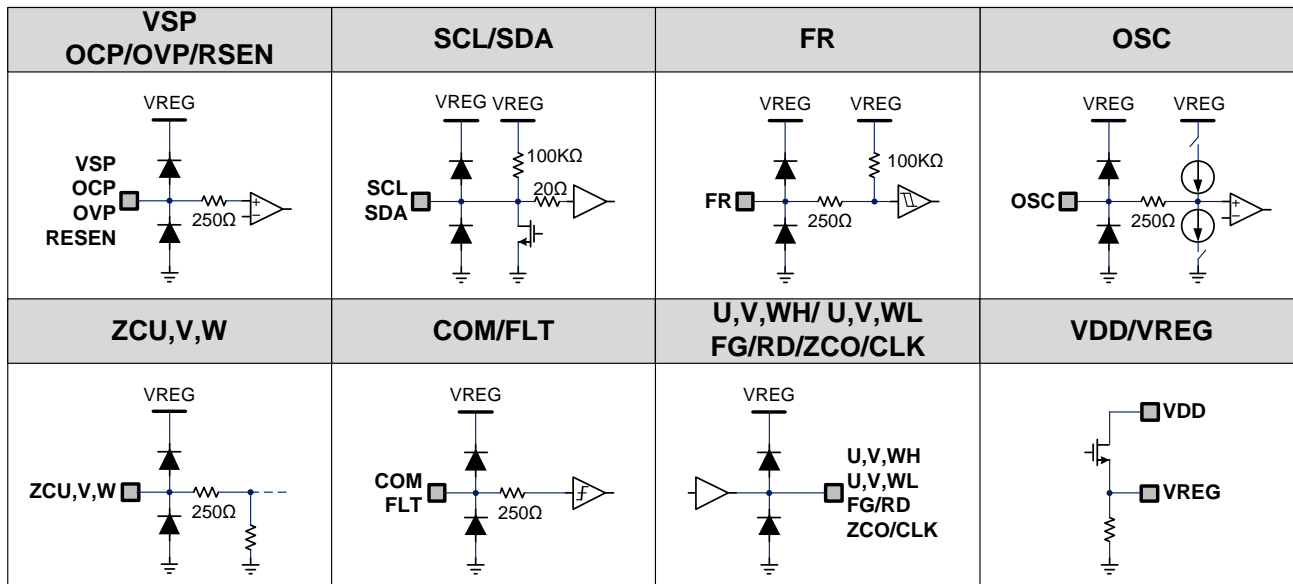 VSP
OCP/OVP/RSEN
SCL/SDA
FR
OSC
VREG
VSP
OCP
OVP
RESEN
250Ω
+
−
VREG VREG
100KΩ
20Ω
SCL
SDA
VREG VREG
100KΩ
FR
250Ω
VREG VREG
OSC
250Ω
+
−
ZCU,V,W
COM/FLT
U,V,WH/ U,V,WL
FG/RD/ZCO/CLK
VDD/VREG
VREG
ZCU,V,W
250Ω
VREG
COM
FLT
250Ω
VREG
U,V,WH
U,V,WL
FG/RD
ZCO/CLK
VDD
VREG